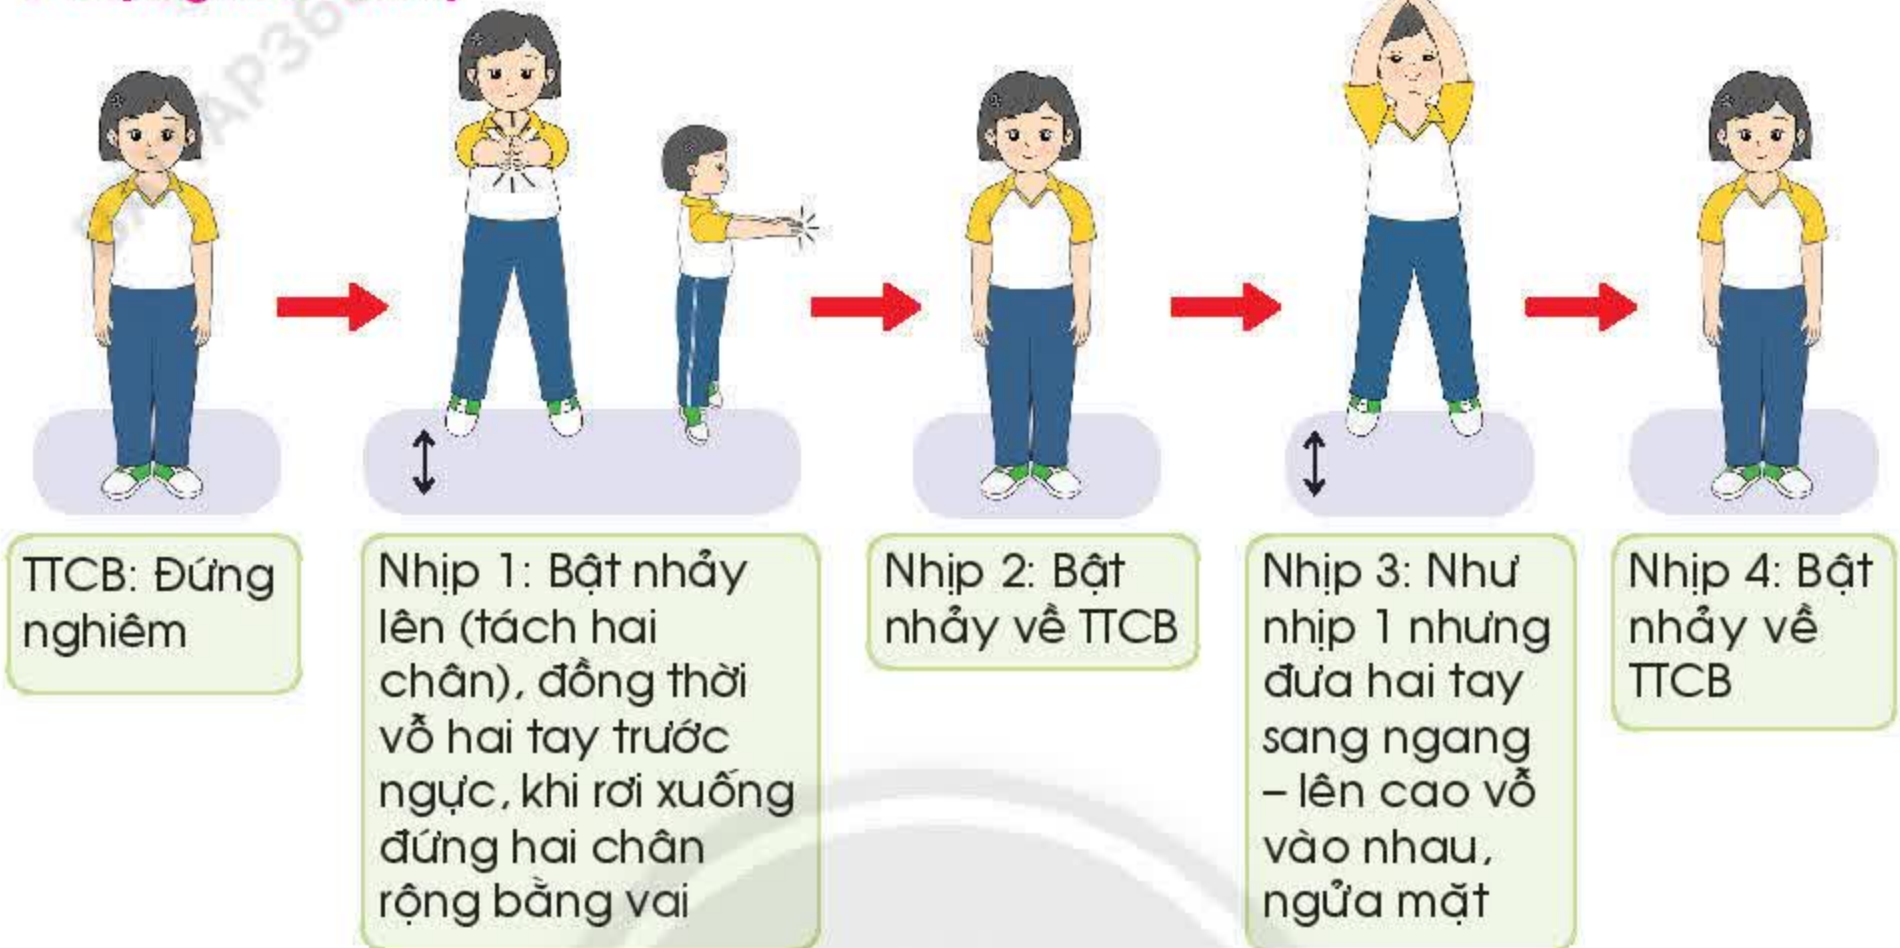 TTCB: Đứng
nghiêm
Nhịp 1: Bật nhảy
lên (tách hai
chân), đồng thời
vỗ hai tay trước
ngực, khi rơi xuống
đứng hai chân
rộng bằng vai
Nhịp 2: Bật
nhảy về TTCB
Nhịp 3: Như
nhịp 1 nhưng
đưa hai tay
sang ngang
– lên cao vỗ
vào nhau,
ngửa mặt
Nhịp 4: Bật
nhảy về
TTCB